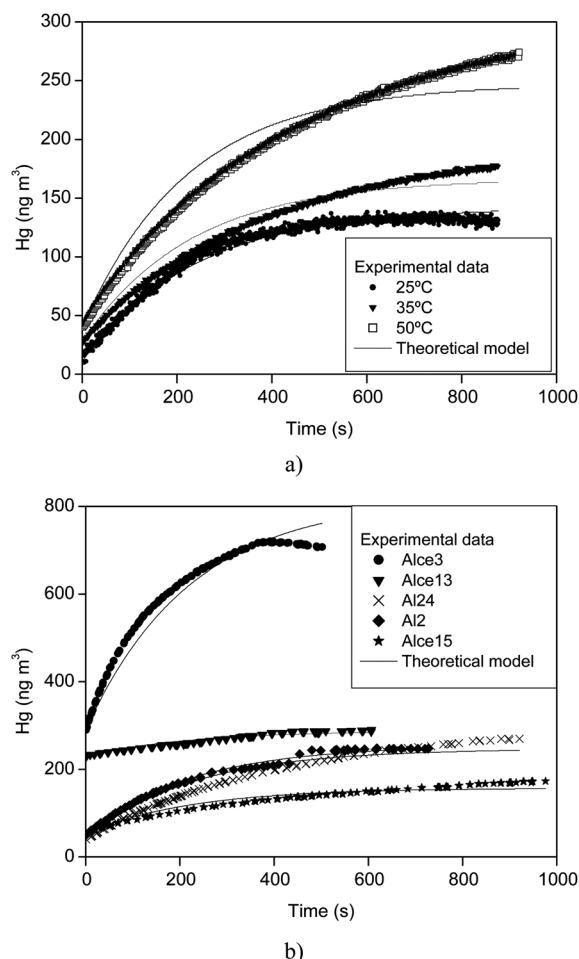 300
250
200
150
100
50
0
Hg (ng m³)
Experimental data
25ºC
35ºC
50ºC
Theoretical model
0 200 400 600 800 1000
Time (s)
a)
800
600
400
200
0
Hg (ng m³)
Experimental data
Alce3
Alce13
Al24
Al2
Alce15
Theoretical model
0 200 400 600 800 1000
Time (s)
b)